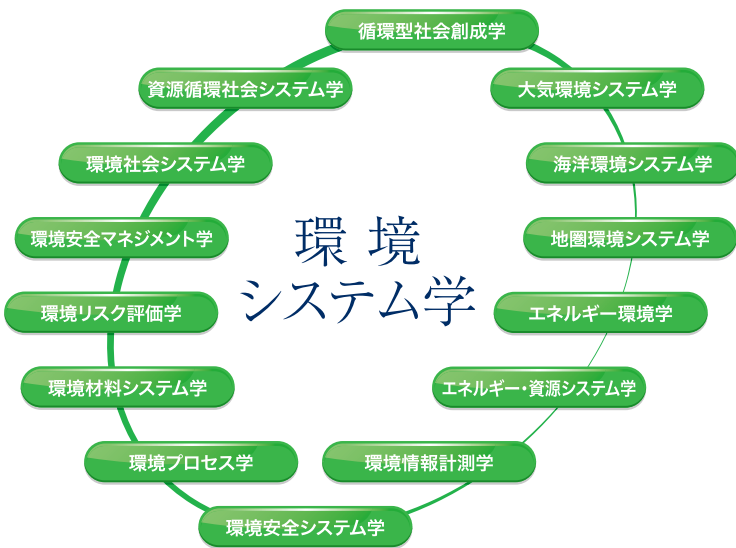 循環型社会創成学
資源循環社会システム学
大気環境システム学
環境社会システム学
海洋環境システム学
環境安全マネジメント学
地圏環境システム学
環境
システム学
環境リスク評価学
エネルギー環境学
環境材料システム学
エネルギー・資源システム学
環境プロセス学
環境情報計測学
環境安全システム学